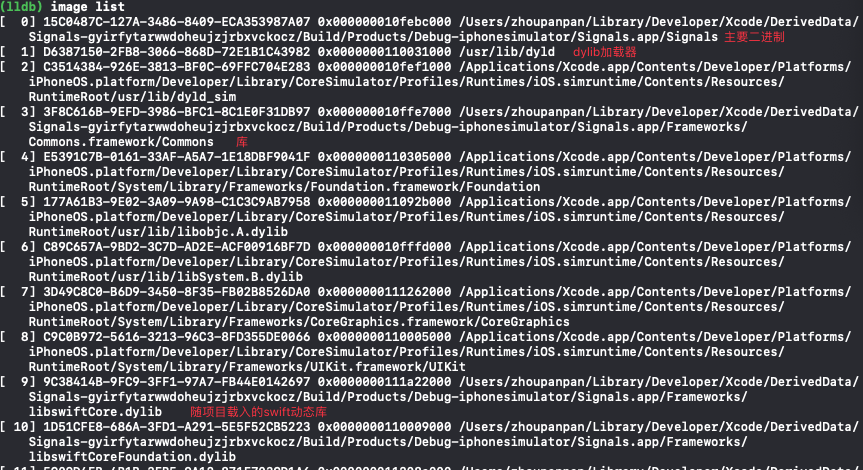 (lldb) image list
[  0] 15C0487C-127A-3486-8409-ECA353987A07 0x000000010febc000 /Users/zhoupanpan/Library/Developer/Xcode/DerivedData/
Signals-gyirfytarwwdoheujzjrbxvckocz/Build/Products/Debug-iphonesimulator/Signals.app/Signals 主要二进制
[  1] D6387150-2FB8-3066-868D-72E1B1C43982 0x0000000110031000 /usr/lib/dyld dylib加载器
[  2] C3514384-926E-3813-BF0C-69FFC704E283 0x000000010fef1000 /Applications/Xcode.app/Contents/Developer/Platforms/
iPhoneOS.platform/Developer/Library/CoreSimulator/Profiles/Runtimes/iOS.simruntime/Contents/Resources/
RuntimeRoot/usr/lib/dyld_sim
[  3] 3F8C616B-9EFD-3986-BFC1-8C1E0F31DB97 0x000000010ffe7000 /Users/zhoupanpan/Library/Developer/Xcode/DerivedData/
Signals-gyirfytarwwdoheujzjrbxvckocz/Build/Products/Debug-iphonesimulator/Signals.app/Frameworks/
Commons.framework/Commons 库
[  4] E5391C7B-0161-33AF-A5A7-1E18DBF9041F 0x0000000110305000 /Applications/Xcode.app/Contents/Developer/Platforms/
iPhoneOS.platform/Developer/Library/CoreSimulator/Profiles/Runtimes/iOS.simruntime/Contents/Resources/
RuntimeRoot/System/Library/Frameworks/Foundation.framework/Foundation
[  5] 177A61B3-9E02-3A09-9A98-C1C3C9AB7958 0x000000011092b000 /Applications/Xcode.app/Contents/Developer/Platforms/
iPhoneOS.platform/Developer/Library/CoreSimulator/Profiles/Runtimes/iOS.simruntime/Contents/Resources/
RuntimeRoot/usr/lib/libobjc.A.dylib
[  6] C89C657A-9BD2-3C7D-AD2E-ACF00916BF7D 0x000000010fffd000 /Applications/Xcode.app/Contents/Developer/Platforms/
iPhoneOS.platform/Developer/Library/CoreSimulator/Profiles/Runtimes/iOS.simruntime/Contents/Resources/
RuntimeRoot/usr/lib/libSystem.B.dylib
[  7] 3D49C8C0-B6D9-3450-8F35-FB02B8526DA0 0x0000000111262000 /Applications/Xcode.app/Contents/Developer/Platforms/
iPhoneOS.platform/Developer/Library/CoreSimulator/Profiles/Runtimes/iOS.simruntime/Contents/Resources/
RuntimeRoot/System/Library/Frameworks/CoreGraphics.framework/CoreGraphics
[  8] C9C0B972-5616-3213-96C3-8FD355DE0066 0x0000000110005000 /Applications/Xcode.app/Contents/Developer/Platforms/
iPhoneOS.platform/Developer/Library/CoreSimulator/Profiles/Runtimes/iOS.simruntime/Contents/Resources/
RuntimeRoot/System/Library/Frameworks/UIKit.framework/UIKit
[  9] 9C38414B-9FC9-3FF1-97A7-FB44E0142697 0x0000000111a22000 /Users/zhoupanpan/Library/Developer/Xcode/DerivedData/
Signals-gyirfytarwwdoheujzjrbxvckocz/Build/Products/Debug-iphonesimulator/Signals.app/Frameworks/
libswiftCore.dylib 随项目载入的swift动态库
[ 10] 1D51CFE8-686A-3FD1-A291-5E5F52CB5223 0x0000000110009000 /Users/zhoupanpan/Library/Developer/Xcode/DerivedData/
Signals-gyirfytarwwdoheujzjrbxvckocz/Build/Products/Debug-iphonesimulator/Signals.app/Frameworks/
libswiftCoreFoundation.dylib